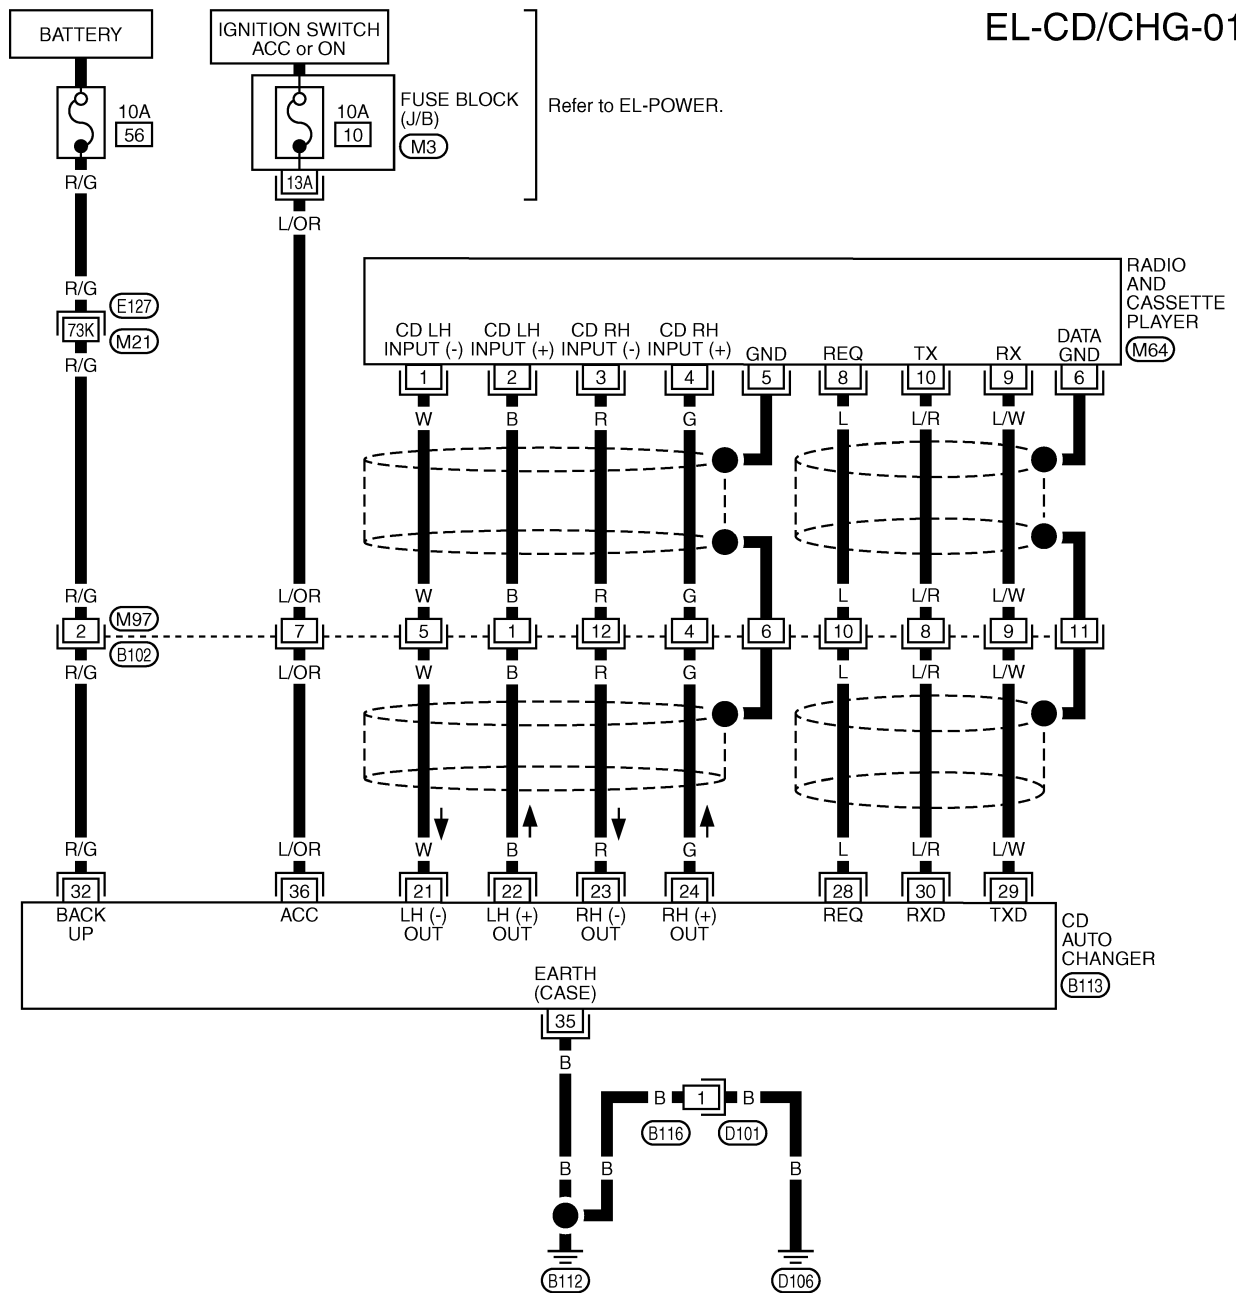 EL-CD/CHG-01
BATTERY
IGNITION SWITCH
ACC or ON
10A
56
10A
10
FUSE BLOCK
(J/B)
M3
Refer to EL-POWER.
13A
R/G
L/OR
R/G
E127
73K
M21
R/G
RADIO
AND
CASSETTE
PLAYER
M64
CD LH
INPUT (-)
CD LH
INPUT (+)
CD RH
INPUT (-)
CD RH
INPUT (+)
GND
REQ
TX
RX
DATA
GND
1 2 3 4 5 8 10 9 6
W B R G L L/R L/W
R/G L/OR W B R G L L/R L/W
M97
2 7 5 1 12 4 6 10 8 9 11
B102
R/G L/OR W B R G L L/R L/W
R/G L/OR W B R G L L/R L/W
32 36 21 22 23 24 28 30 29
BACK
UP
ACC
LH (-)
OUT
LH (+)
OUT
RH (-)
OUT
RH (+)
OUT
REQ
RXD
TXD
CD
AUTO
CHANGER
B113
EARTH
(CASE)
35
B
B 1 B
B116 D101
B B B
B112 D106